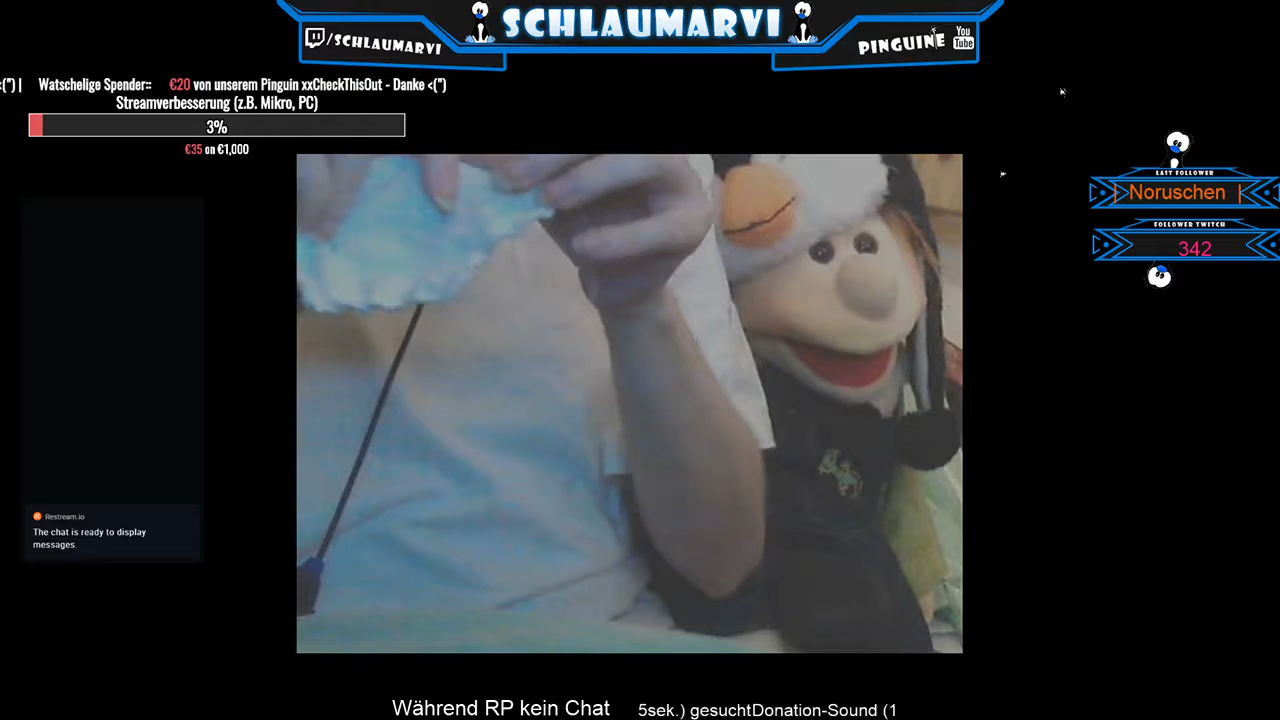 SCHLAUMARVI
/SCHLAUMARVI
PINGUINE
You
Tube
<") | Watschelige Spender:: €20 von unserem Pinguin xxCheckThisOut - Danke <(")
Streamverbesserung (z.B. Mikro, PC)
3%
€35 on €1,000
LAST FOLLOWER
| Noruschen |
FOLLOWER TWITCH
342
Restream.io
The chat is ready to display
messages.
Während RP kein Chat
5sek.) gesuchtDonation-Sound (1